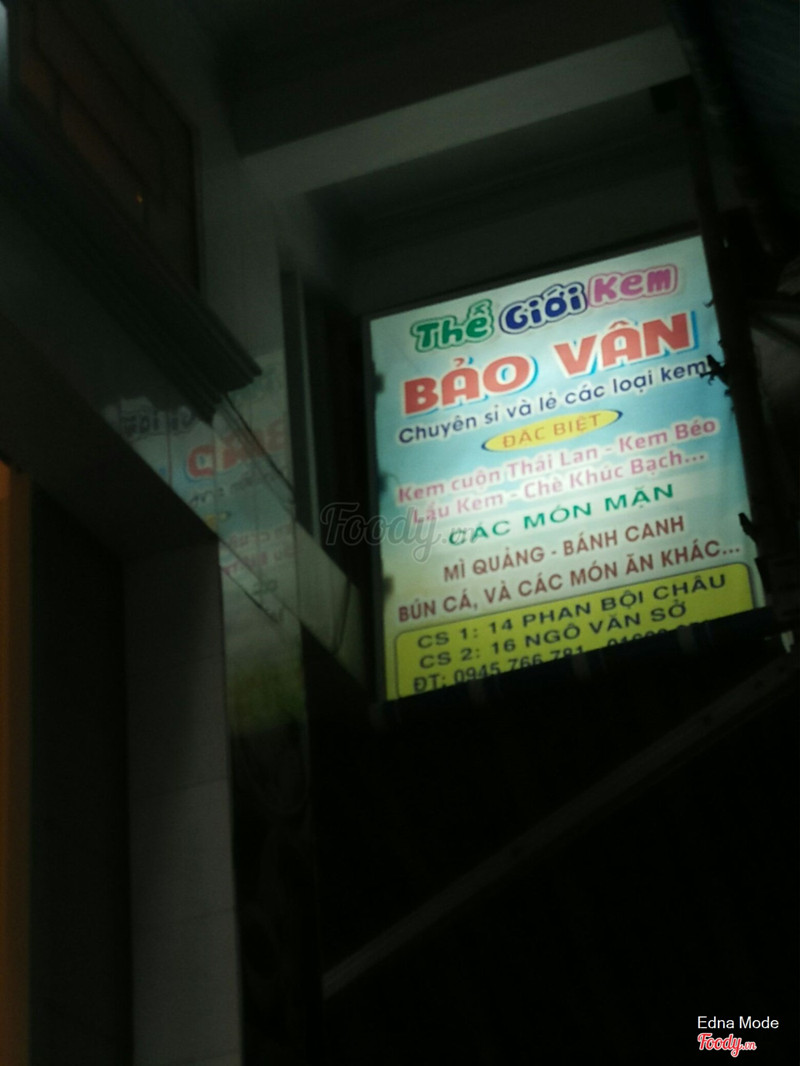 Thế Giới Kem
BẢO VÂN
Chuyên sỉ và lẻ các loại kem
ĐẶC BIỆT
Kem cuộn Thái Lan - Kem Béo
Lẩu Kem - Chè Khúc Bạch...
CÁC MÓN MẶN
MÌ QUẢNG - BÁNH CANH
BÚN CÁ, VÀ CÁC MÓN ĂN KHÁC...
CS 1: 14 PHAN BỘI CHÂU
CS 2: 16 NGÔ VĂN SỞ
ĐT: 0945 766 781
Foody.vn
Edna Mode
Foody.vn